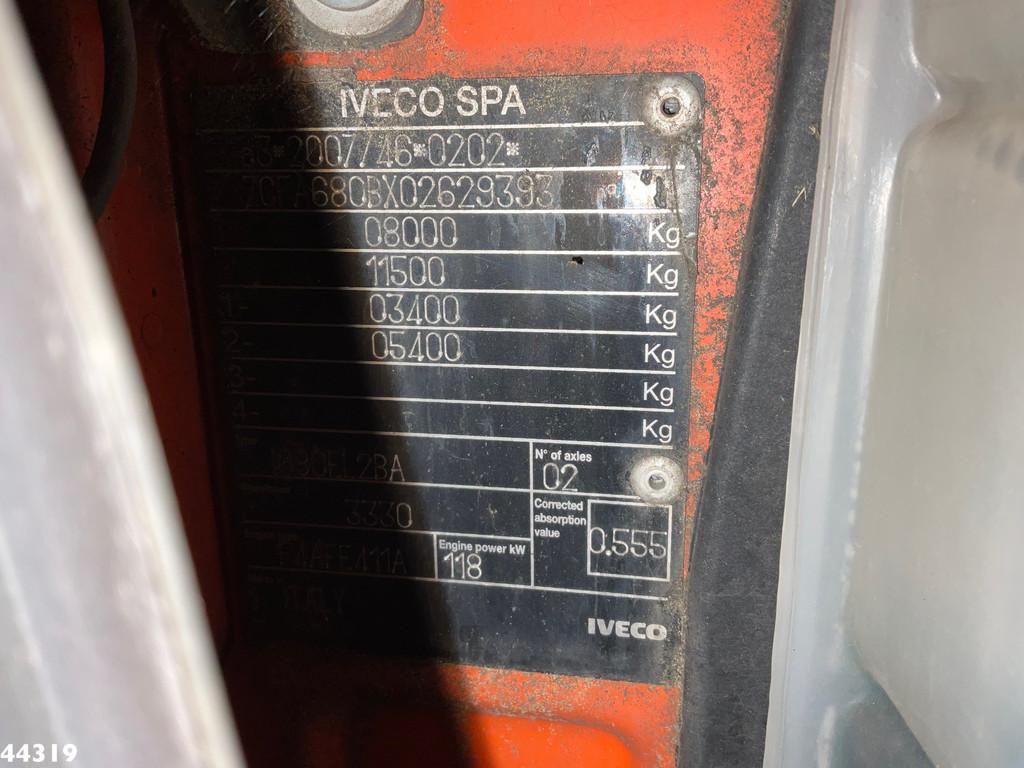 IVECO SPA
e3*2007/46*0202*
ZCFA680BX02629393
08000 Kg
11500 Kg
1- 03400 Kg
2- 05400 Kg
3- Kg
4- Kg
N° of axles
02
3330
Corrected absorption value
0.555
Engine power kW
118
F4AFE411A
ITALY
IVECO
44319